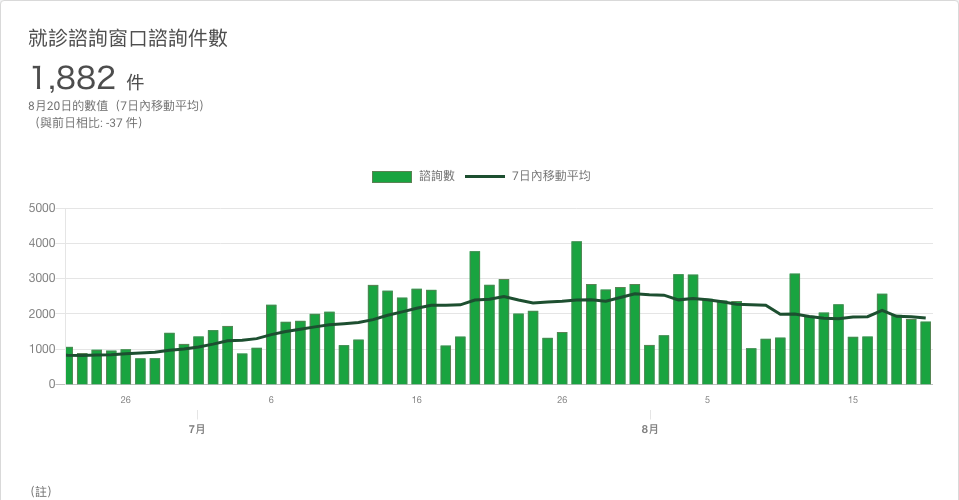 就診諮詢窗口諮詢件數
1,882 件
8月20日的數值（7日內移動平均）
（與前日相比: -37 件）
諮詢數 7日內移動平均
5000
4000
3000
2000
1000
0
26 6 16 26 5 15
7月 8月
（註）